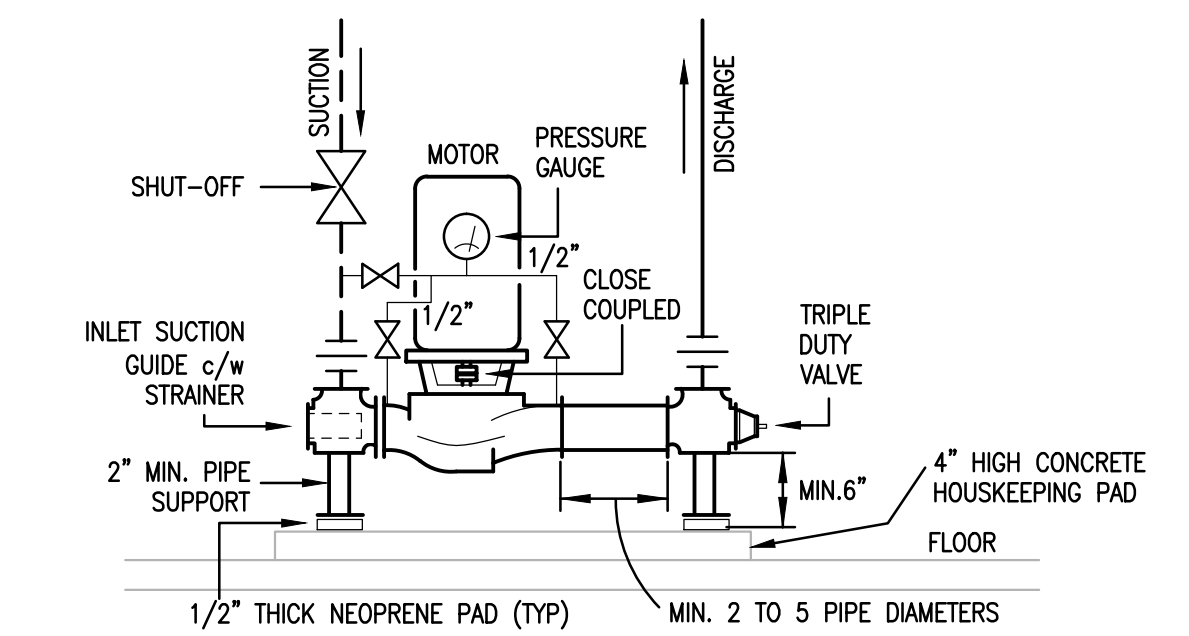 SUCTION
DISCHARGE
MOTOR
PRESSURE
GAUGE
SHUT-OFF
1/2"
CLOSE
COUPLED
1/2"
TRIPLE
DUTY
VALVE
INLET SUCTION
GUIDE c/w
STRAINER
2" MIN. PIPE
SUPPORT
4" HIGH CONCRETE
HOUSKEEPING PAD
MIN.6"
FLOOR
1/2" THICK NEOPRENE PAD (TYP)
MIN. 2 TO 5 PIPE DIAMETERS